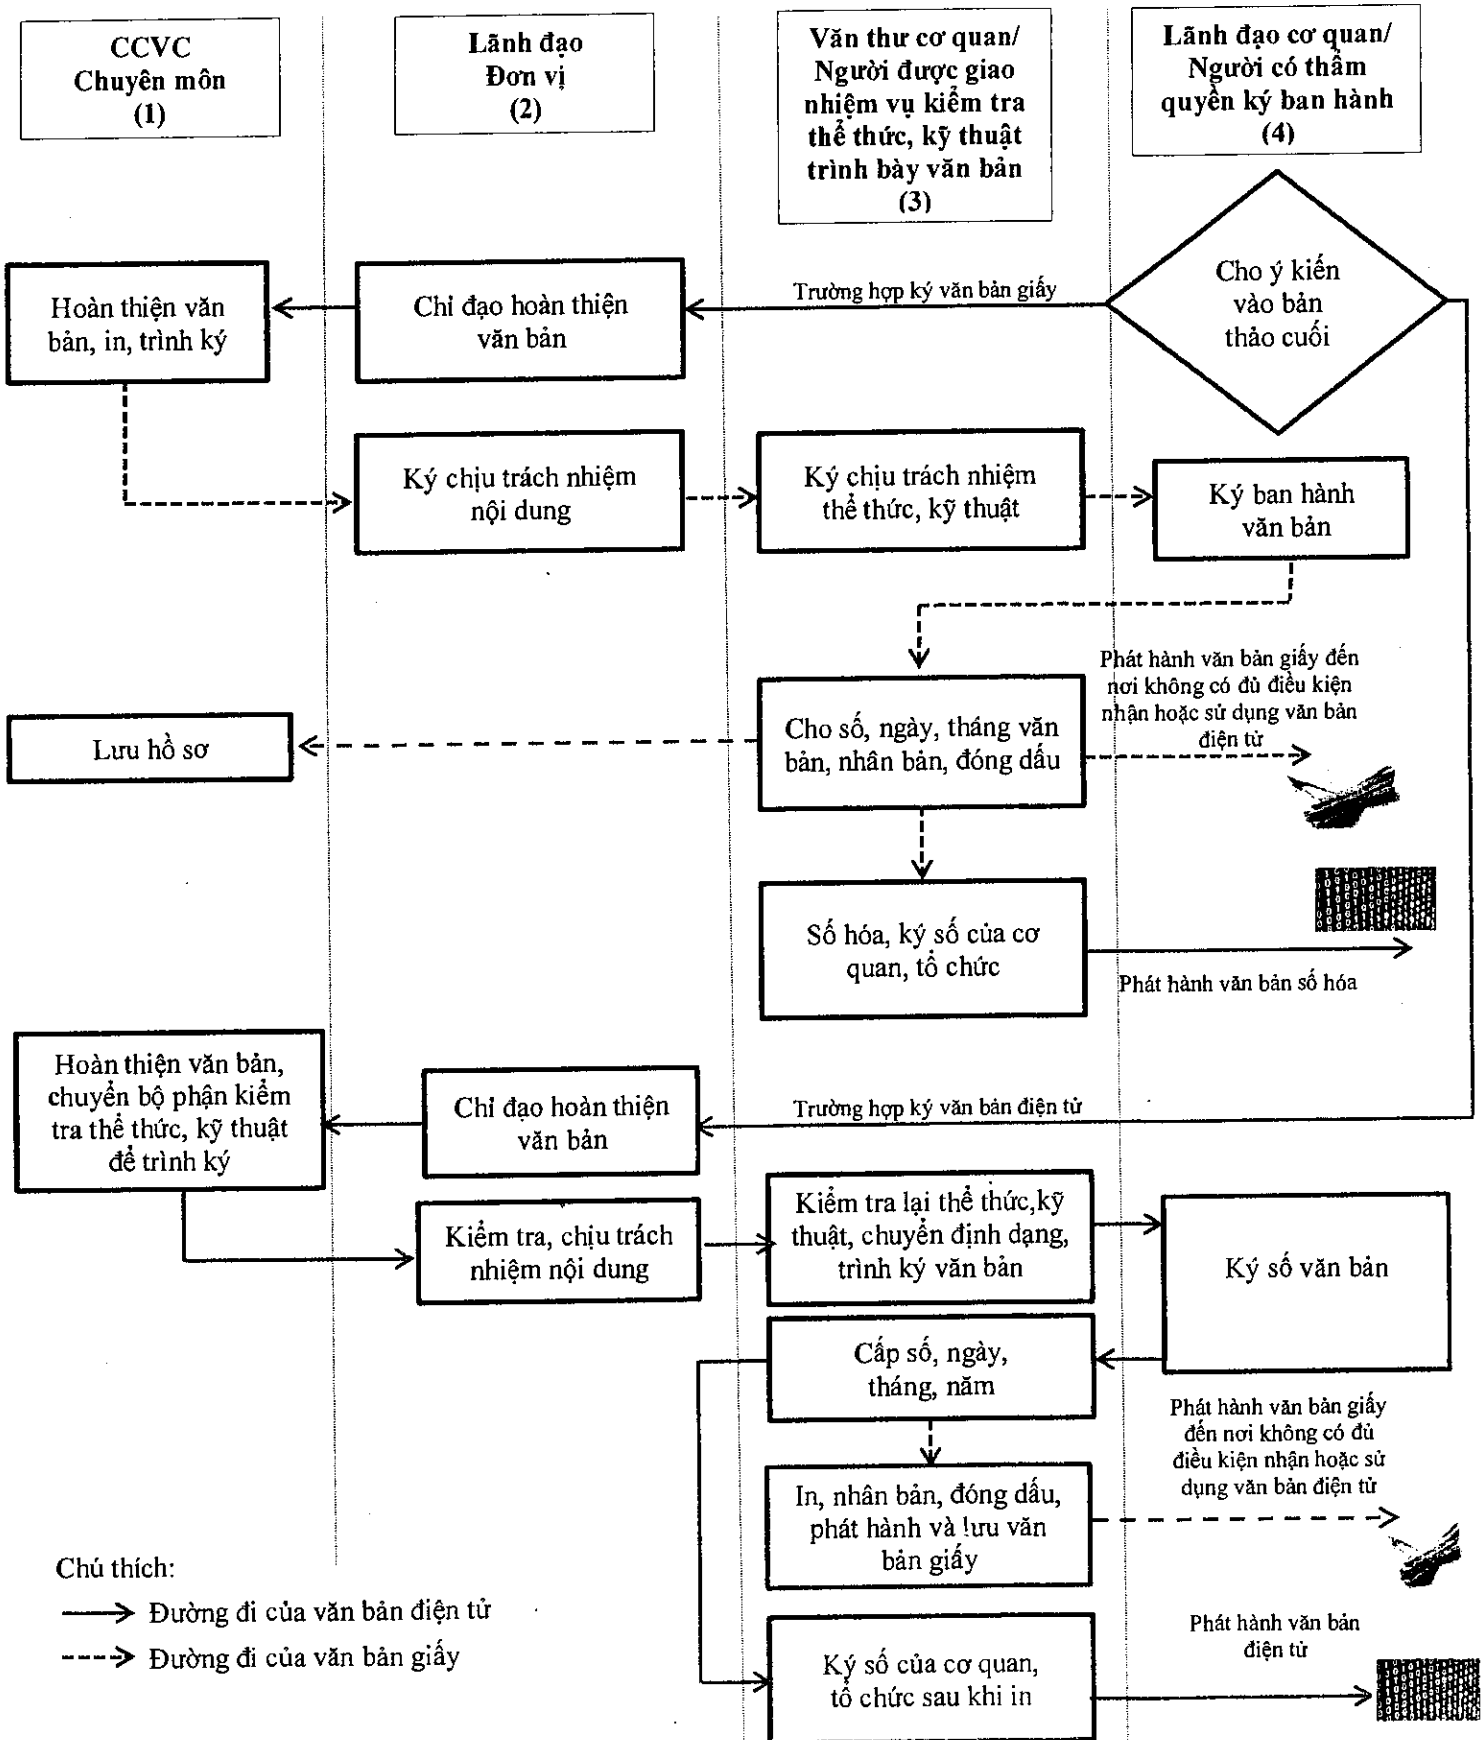 CCVC
Chuyên môn
(1)
Lãnh đạo
Đơn vị
(2)
Văn thư cơ quan/
Người được giao
nhiệm vụ kiểm tra
thể thức, kỹ thuật
trình bày văn bản
(3)
Lãnh đạo cơ quan/
Người có thẩm
quyền ký ban hành
(4)
Cho ý kiến
vào bản
thảo cuối
Trường hợp ký văn bản giấy
Chỉ đạo hoàn thiện
văn bản
Hoàn thiện văn
bản, in, trình ký
Ký chịu trách nhiệm
nội dung
Ký chịu trách nhiệm
thể thức, kỹ thuật
Ký ban hành
văn bản
Phát hành văn bản giấy đến
nơi không có đủ điều kiện
nhận hoặc sử dụng văn bản
điện tử
Cho số, ngày, tháng văn
bản, nhân bản, đóng dấu
Lưu hồ sơ
Số hóa, ký số của cơ
quan, tổ chức
Phát hành văn bản số hóa
Hoàn thiện văn bản,
chuyển bộ phận kiểm
tra thể thức, kỹ thuật
để trình ký
Chỉ đạo hoàn thiện
văn bản
Trường hợp ký văn bản điện tử
Kiểm tra, chịu trách
nhiệm nội dung
Kiểm tra lại thể thức,kỹ
thuật, chuyển định dạng,
trình ký văn bản
Ký số văn bản
Cấp số, ngày,
tháng, năm
Phát hành văn bản giấy
đến nơi không có đủ
điều kiện nhận hoặc sử
dụng văn bản điện tử
In, nhân bản, đóng dấu,
phát hành và lưu văn
bản giấy
Chú thích:
Đường đi của văn bản điện tử
Đường đi của văn bản giấy
Phát hành văn bản
điện tử
Ký số của cơ quan,
tổ chức sau khi in